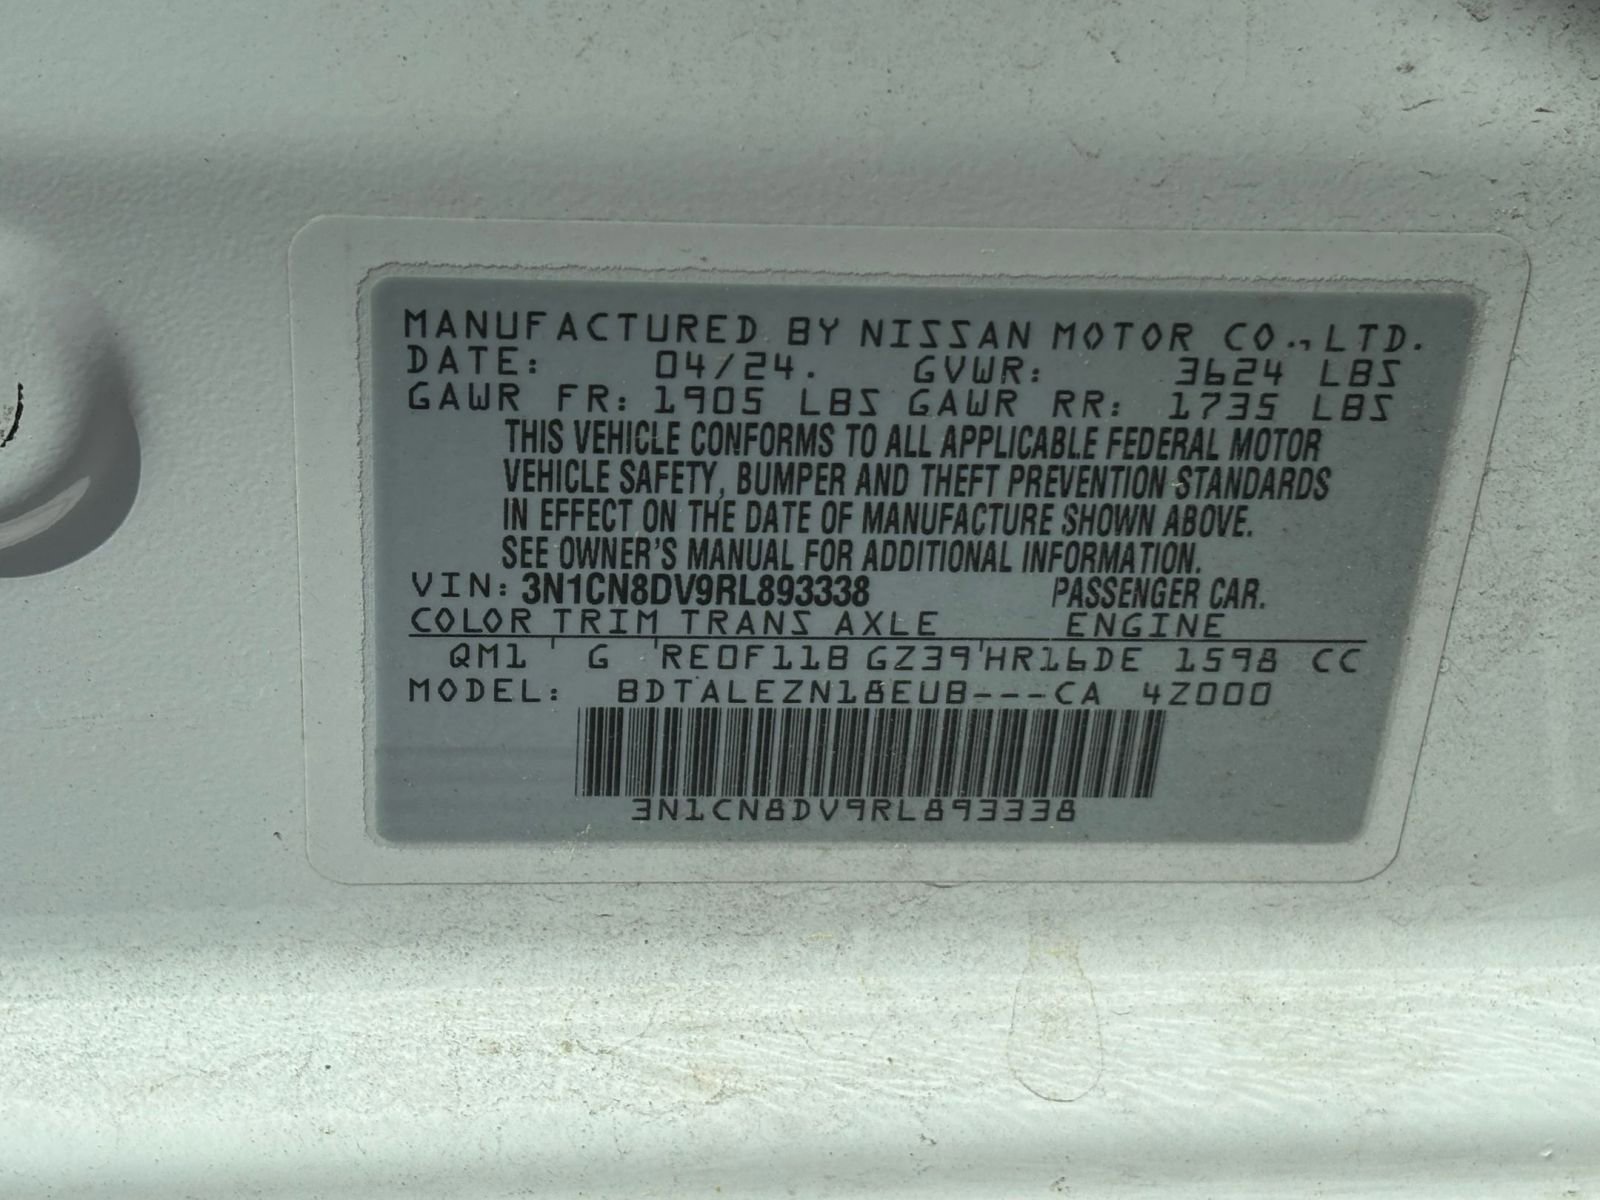 MANUFACTURED BY NISSAN MOTOR CO., LTD.
DATE: 04/24. GVWR: 3624 LBS
GAWR FR: 1905 LBS GAWR RR: 1735 LBS
THIS VEHICLE CONFORMS TO ALL APPLICABLE FEDERAL MOTOR
VEHICLE SAFETY, BUMPER AND THEFT PREVENTION STANDARDS
IN EFFECT ON THE DATE OF MANUFACTURE SHOWN ABOVE.
SEE OWNER'S MANUAL FOR ADDITIONAL INFORMATION.
VIN: 3N1CN8DV9RL893338 PASSENGER CAR.
COLOR TRIM TRANS AXLE ENGINE
QM1 G RE0F11B GZ39 HR16DE 1598 CC
MODEL: BDTALEZN18EUB---CA 4Z000
3N1CN8DV9RL893338